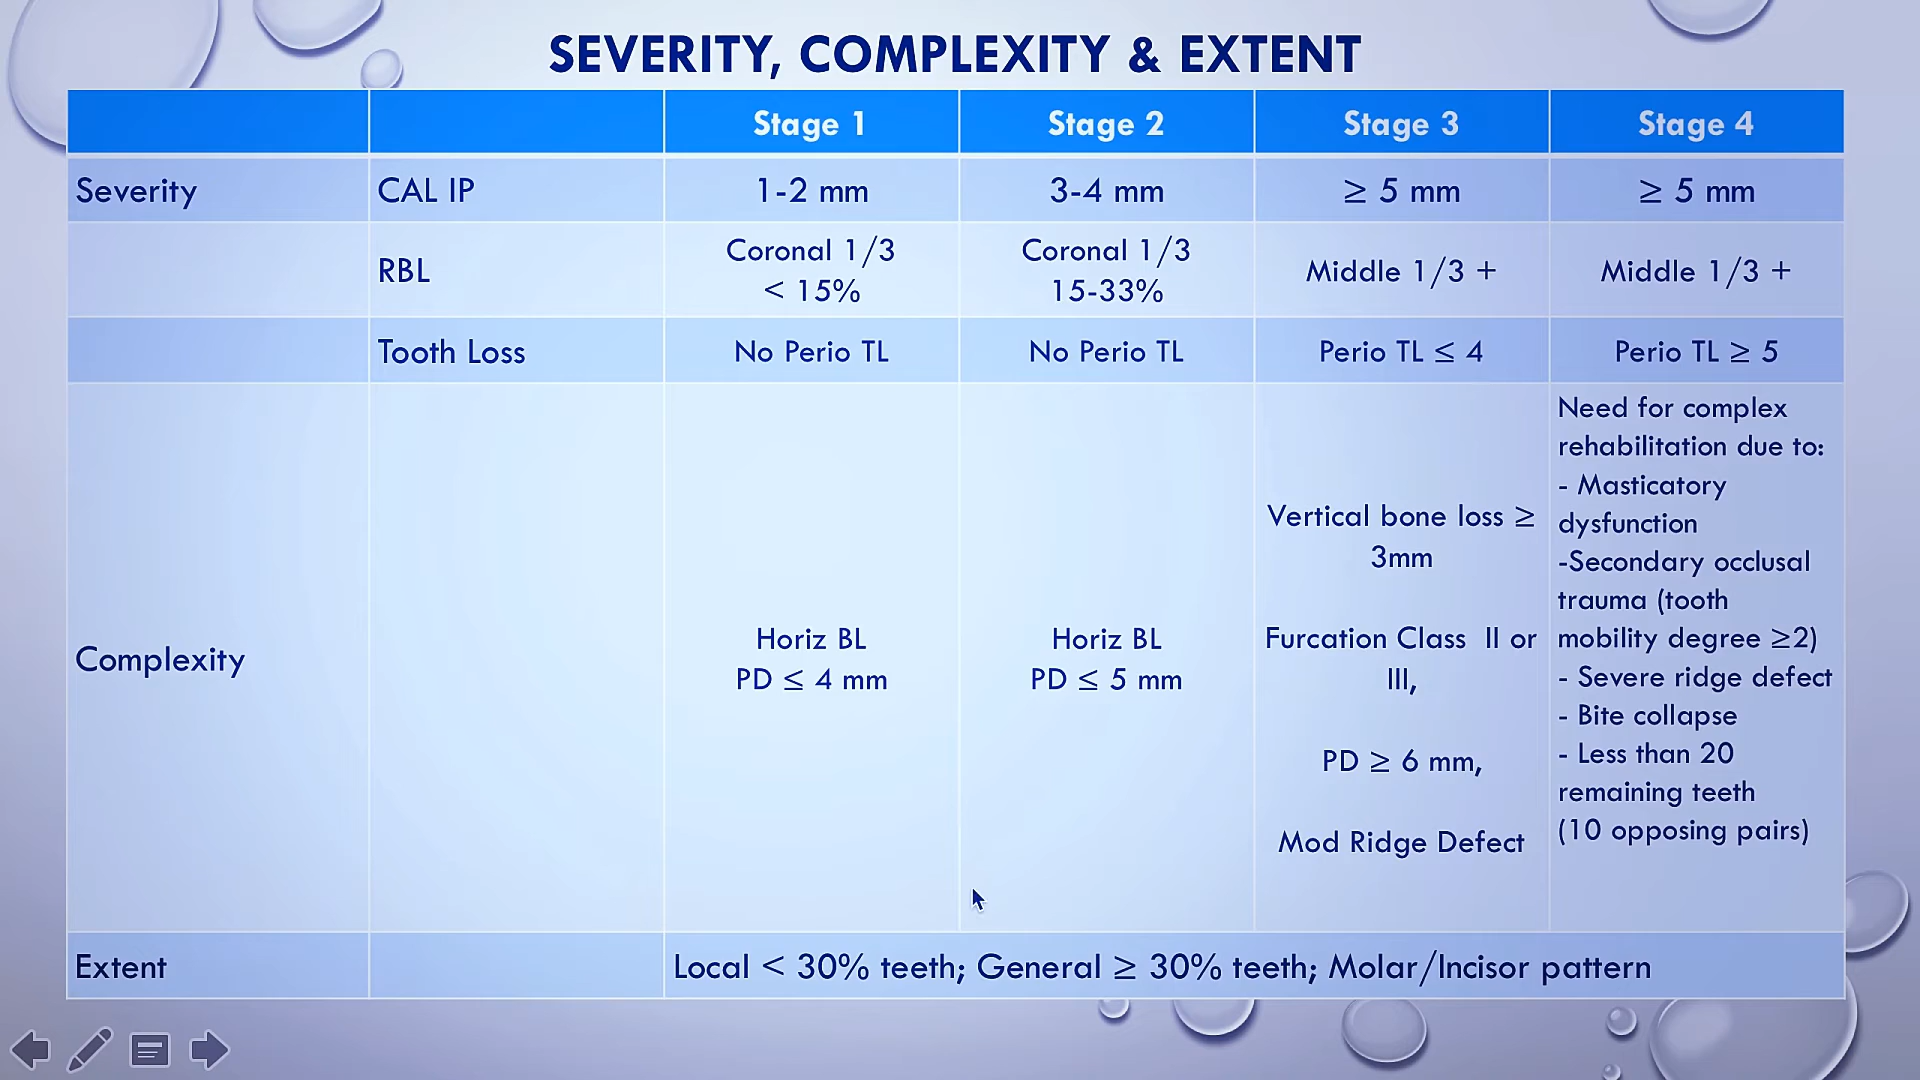 SEVERITY, COMPLEXITY & EXTENT
Stage 1
Stage 2
Stage 3
Stage 4
Severity
CAL IP
1-2 mm
3-4 mm
≥ 5 mm
≥ 5 mm
RBL
Coronal 1/3
< 15%
Coronal 1/3
15-33%
Middle 1/3 +
Middle 1/3 +
Tooth Loss
No Perio TL
No Perio TL
Perio TL ≤ 4
Perio TL ≥ 5
Complexity
Horiz BL
PD ≤ 4 mm
Horiz BL
PD ≤ 5 mm
Vertical bone loss ≥
3mm
Furcation Class II or
III,
PD ≥ 6 mm,
Mod Ridge Defect
Need for complex
rehabilitation due to:
- Masticatory
dysfunction
-Secondary occlusal
trauma (tooth
mobility degree ≥2)
- Severe ridge defect
- Bite collapse
- Less than 20
remaining teeth
(10 opposing pairs)
Extent
Local < 30% teeth; General ≥ 30% teeth; Molar/Incisor pattern